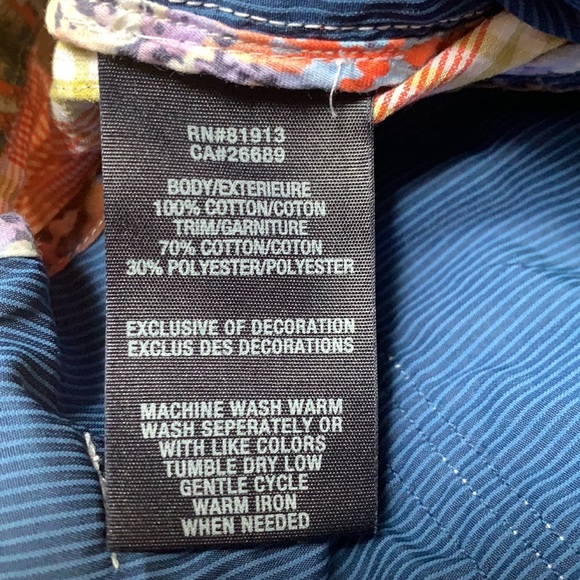 RN#81913
CA#26689
BODY/EXTERIEURE
100% COTTON/COTON
TRIM/GARNITURE
70% COTTON/COTON
30% POLYESTER/POLYESTER
EXCLUSIVE OF DECORATION
EXCLUS DES DECORATIONS
MACHINE WASH WARM
WASH SEPERATELY OR
WITH LIKE COLORS
TUMBLE DRY LOW
GENTLE CYCLE
WARM IRON
WHEN NEEDED